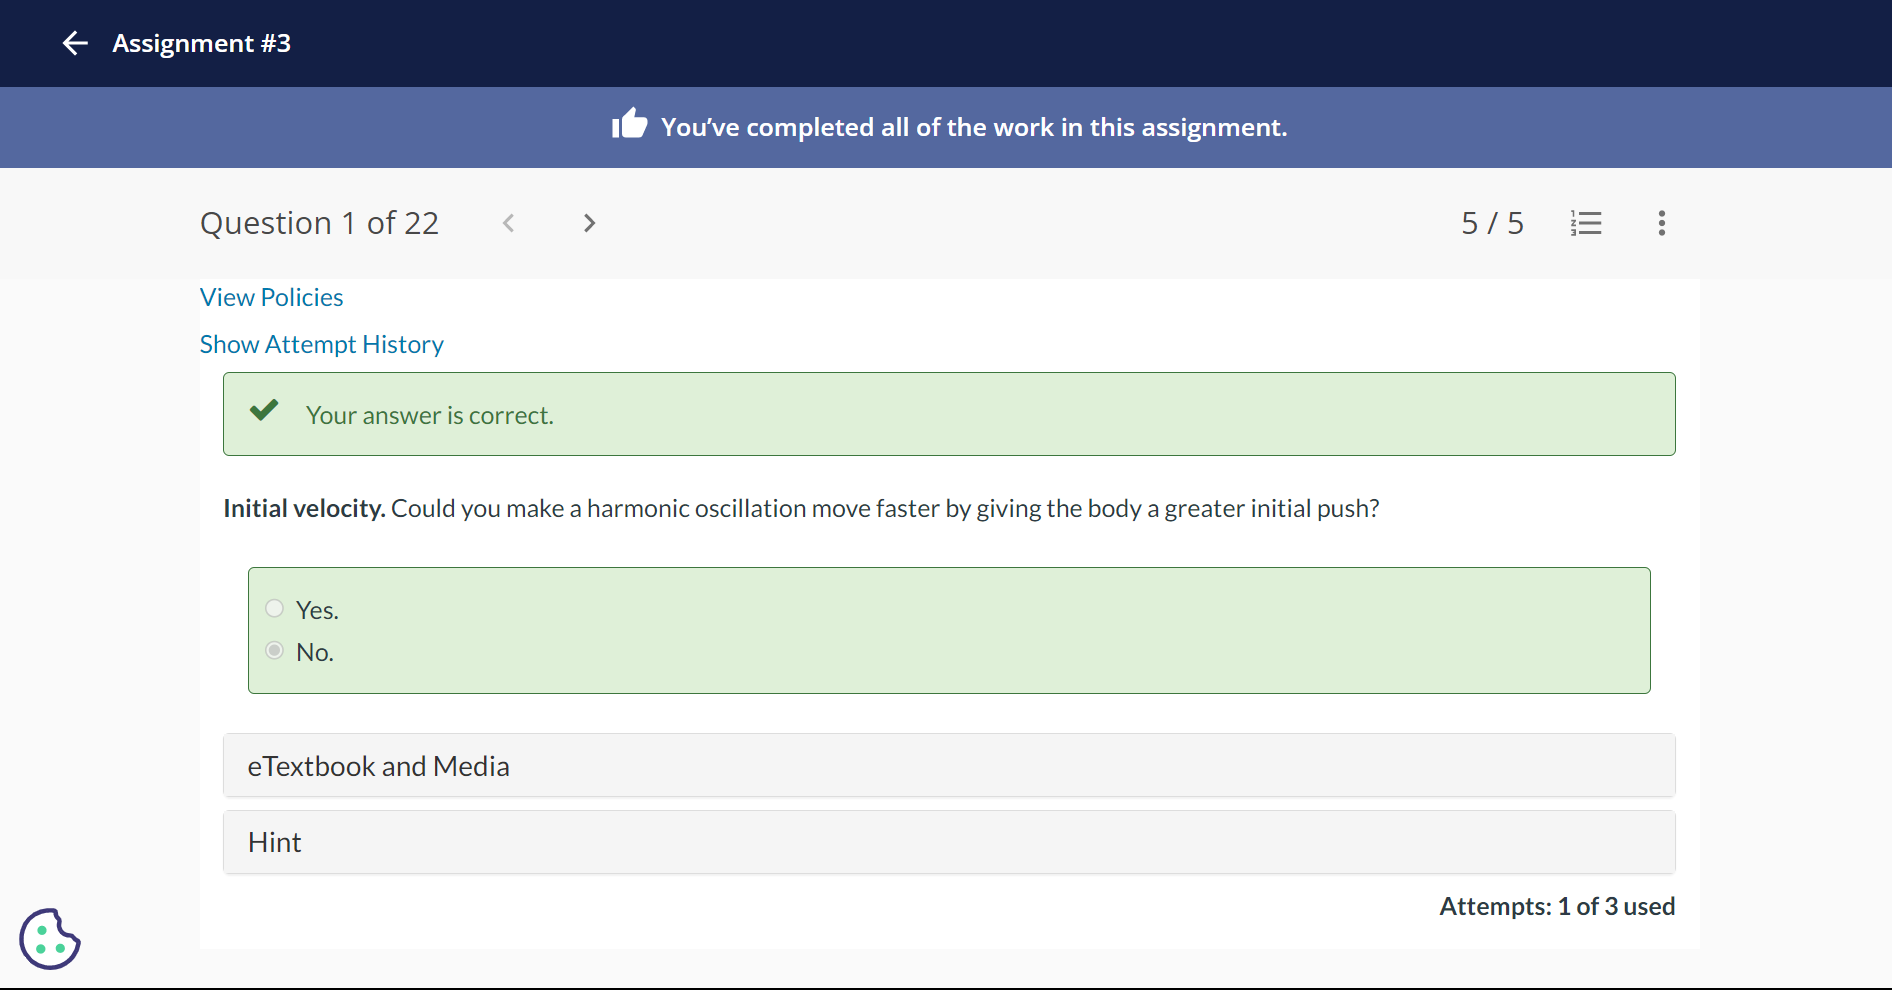 Assignment #3
You've completed all of the work in this assignment.
Question 1 of 22
5 / 5
View Policies
Show Attempt History
Your answer is correct.
Initial velocity. Could you make a harmonic oscillation move faster by giving the body a greater initial push?
Yes.
No.
eTextbook and Media
Hint
Attempts: 1 of 3 used